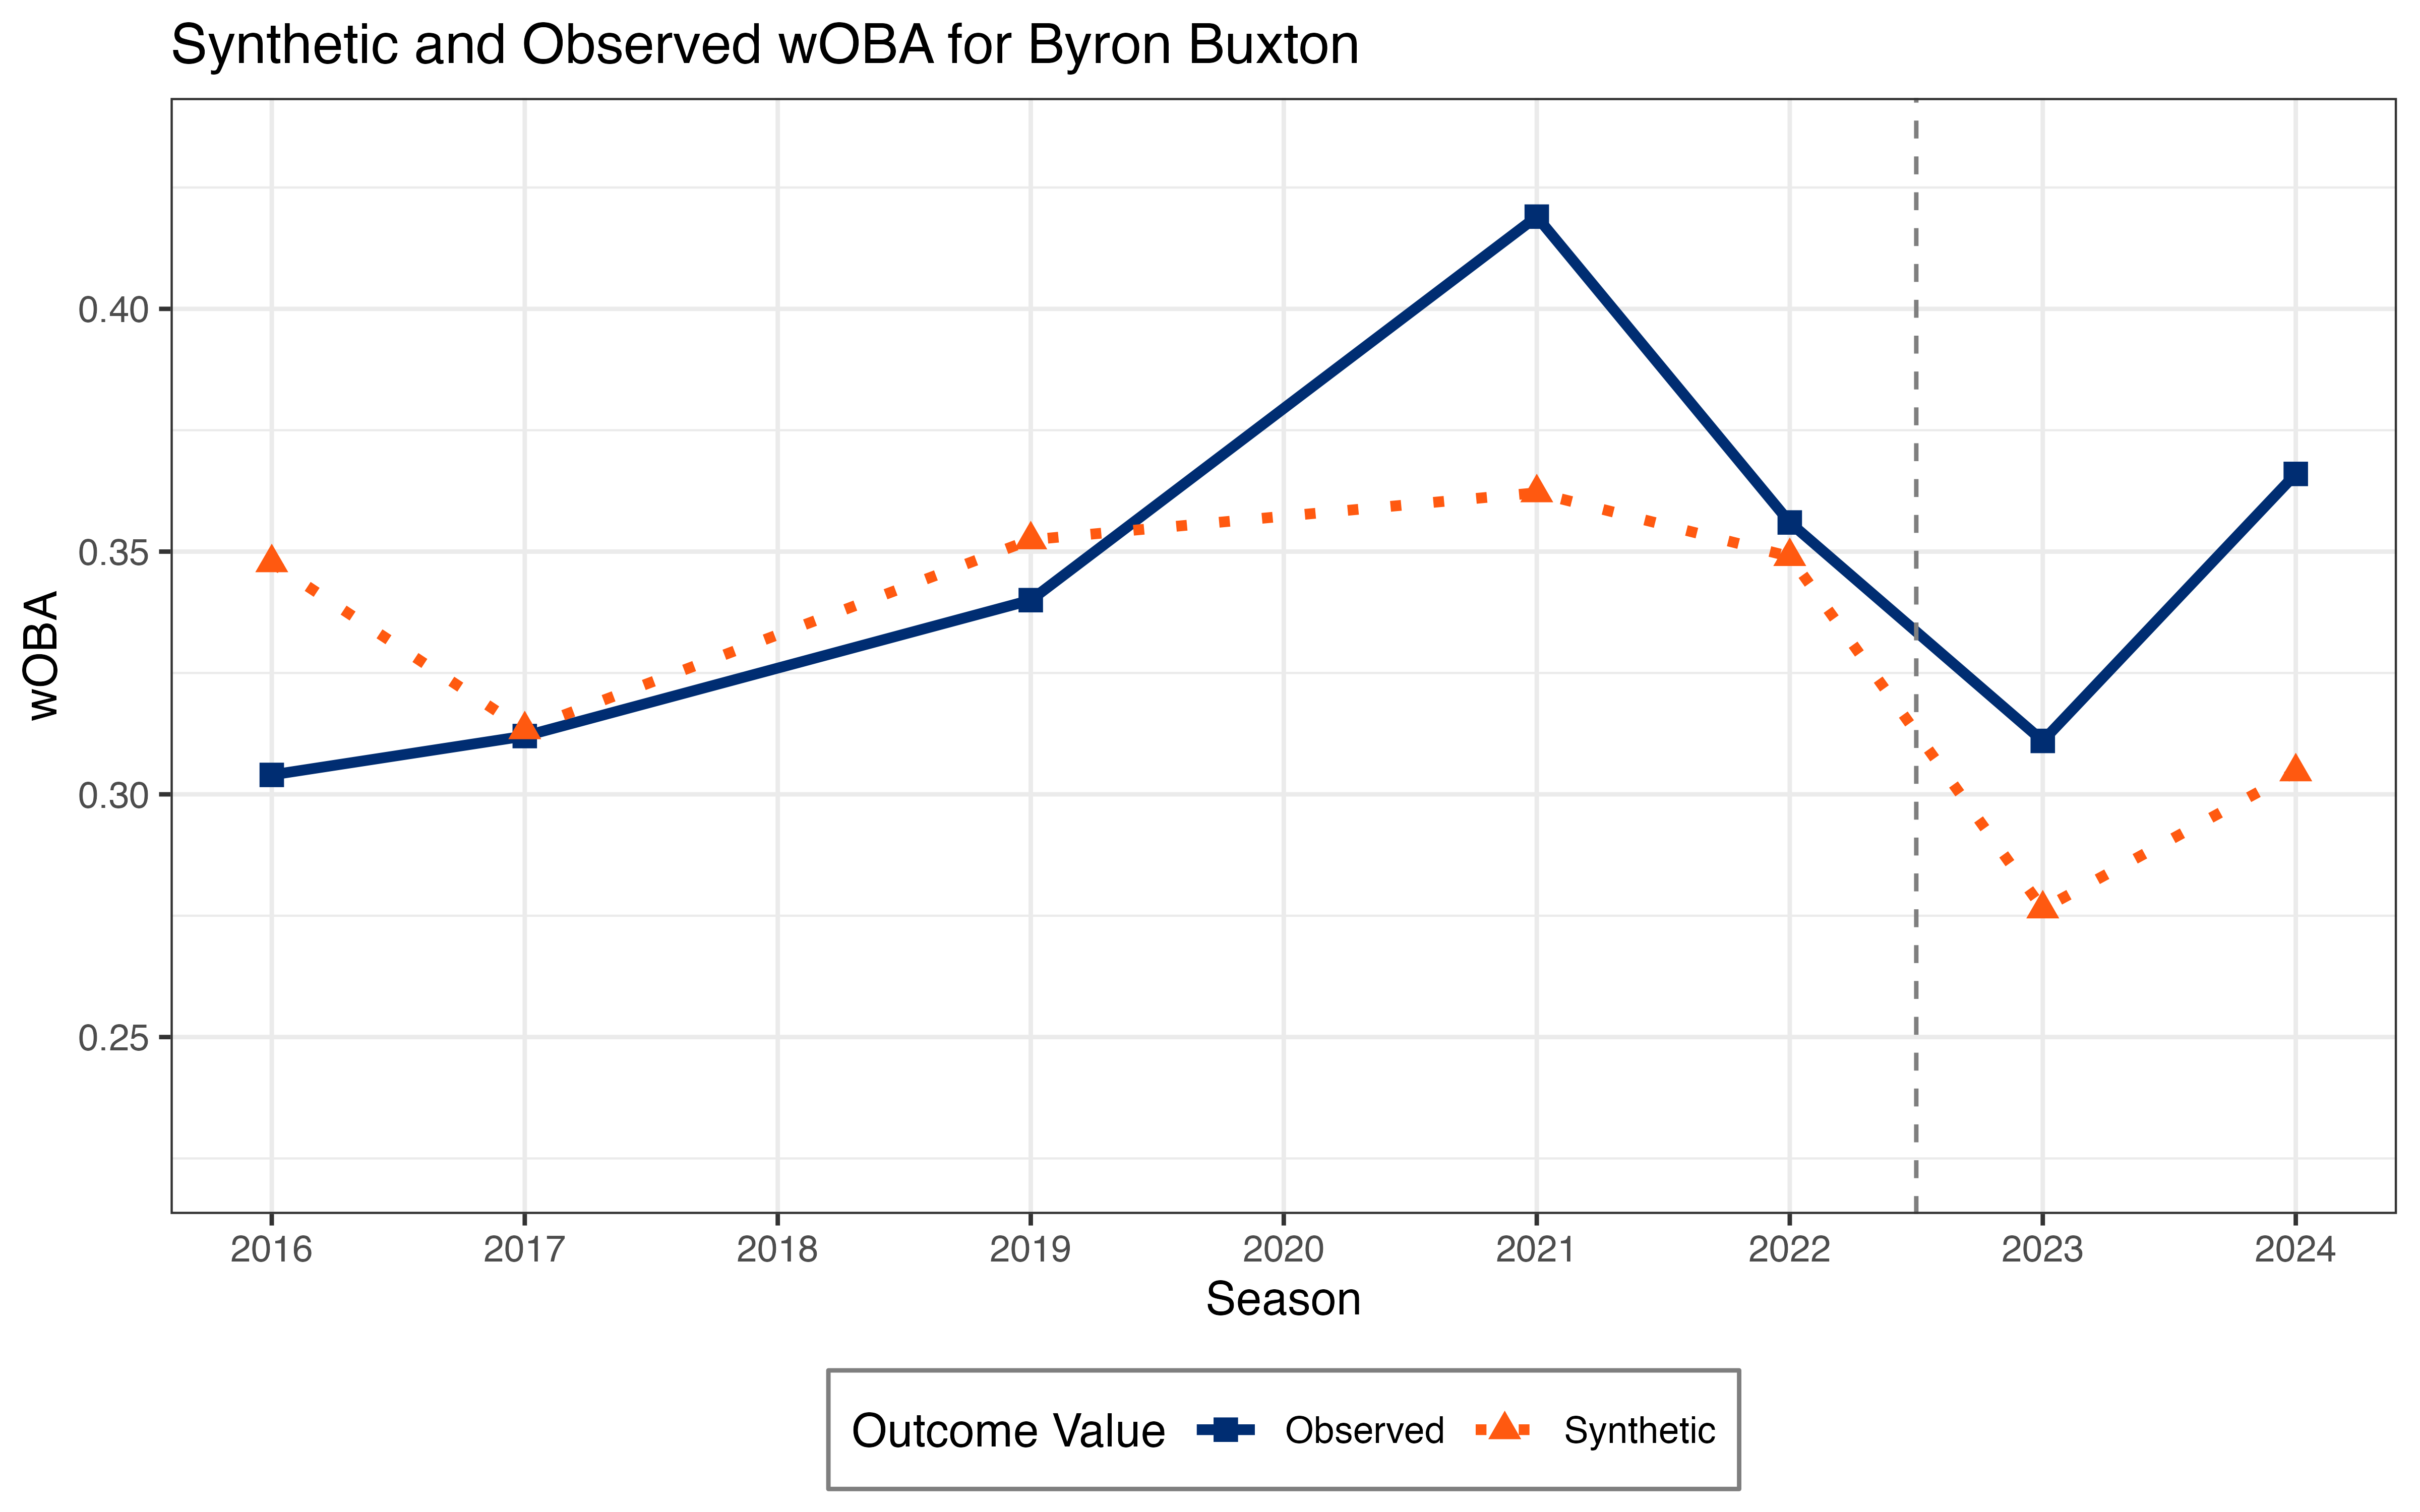 Synthetic and Observed wOBA for Byron Buxton
wOBA
0.40
0.35
0.30
0.25
2016 2017 2018 2019 2020 2021 2022 2023 2024
Season
Outcome Value Observed Synthetic